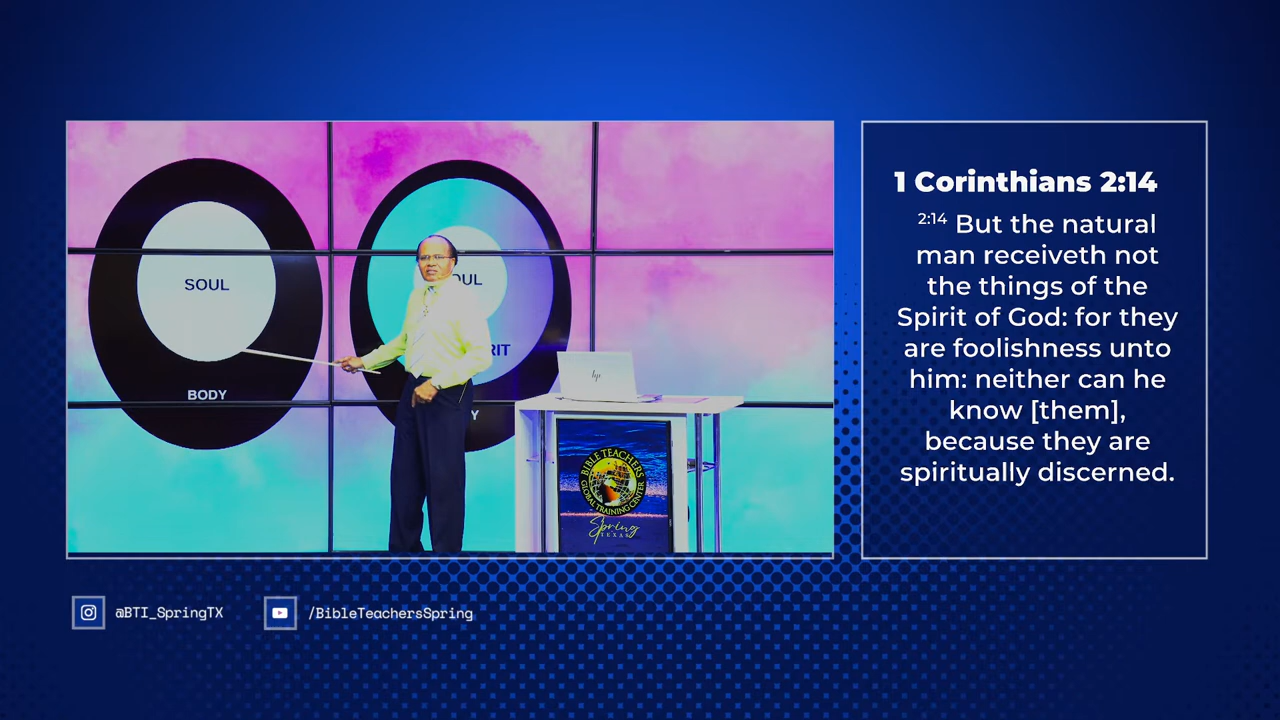 SOUL
BODY
OUL
RIT
Y
hp
BIBLE TEACHERS
GLOBAL TRAINING CENTER
Spring
TEXAS
1 Corinthians 2:14
2:14 But the natural
man receiveth not
the things of the
Spirit of God: for they
are foolishness unto
him: neither can he
know [them],
because they are
spiritually discerned.
@BTI_SpringTX
/BibleTeachersSpring